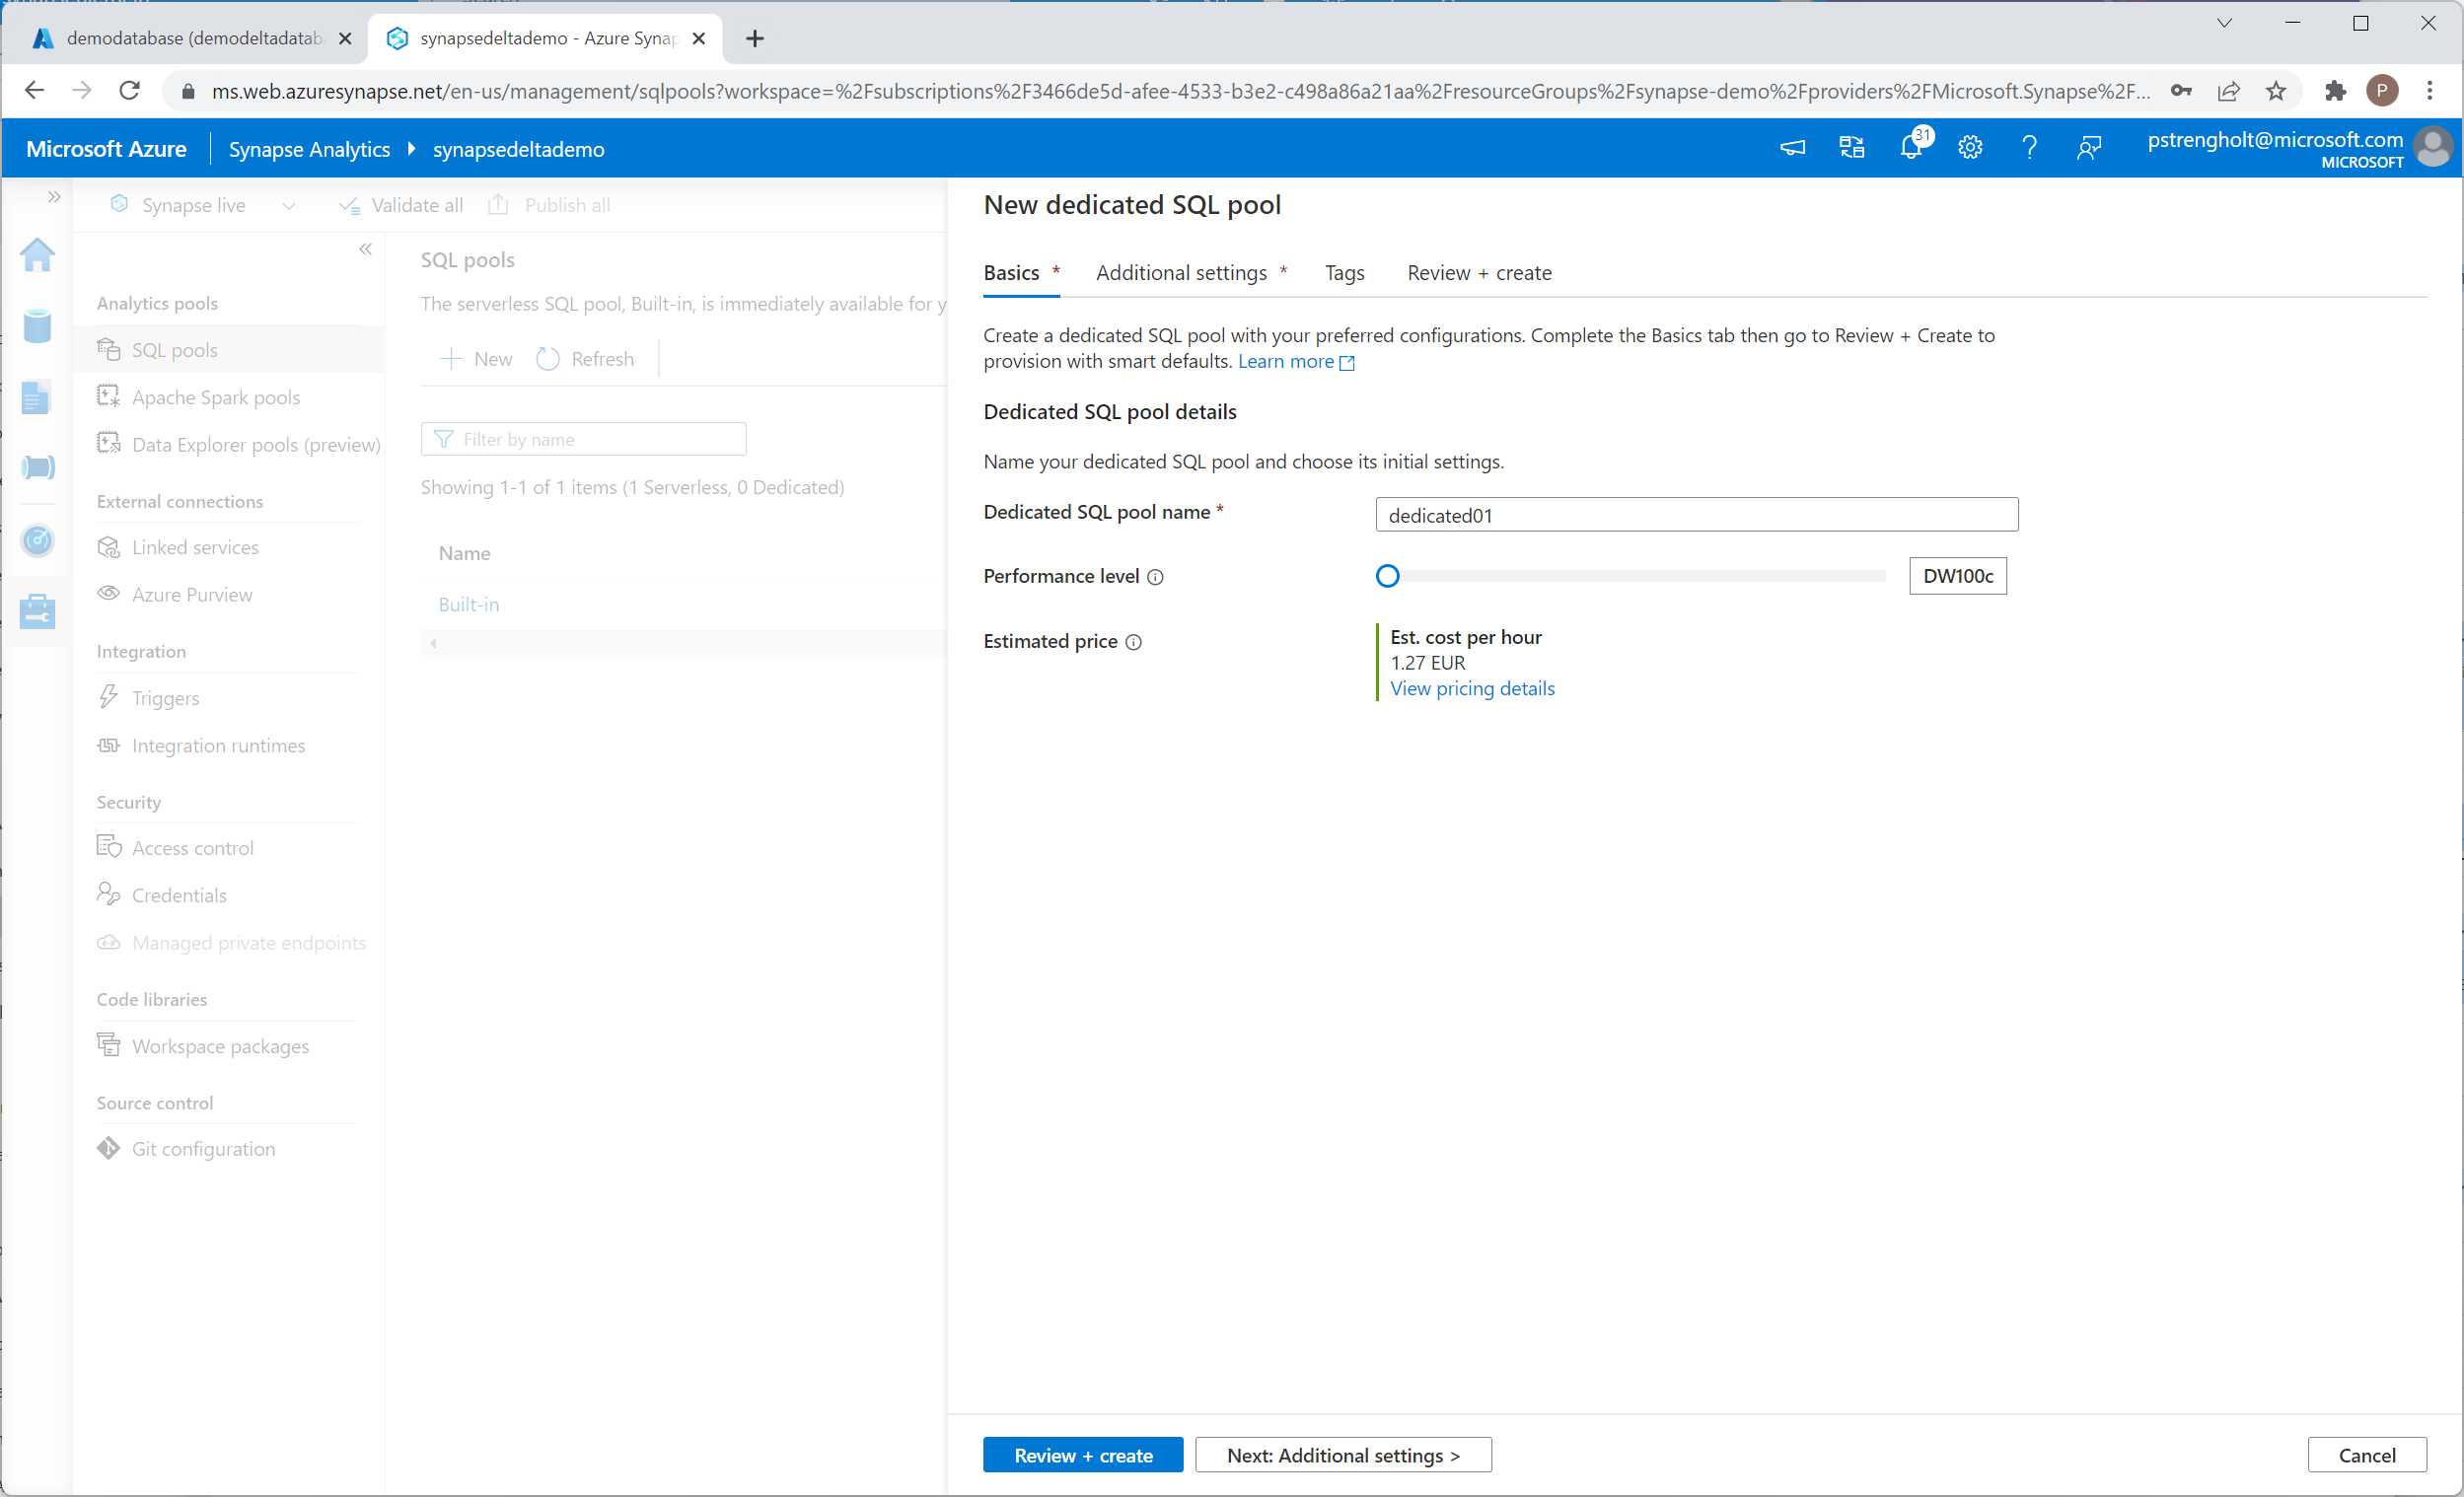 demodatabase (demodeltadatab
synapsedeltademo - Azure Synap
ms.web.azuresynapse.net/en-us/management/sqlpools?workspace=%2Fsubscriptions%2F3466de5d-afee-4533-b3e2-c498a86a21aa%2FresourceGroups%2Fsynapse-demo%2Fproviders%2FMicrosoft.Synapse%2F...
P
Microsoft Azure
Synapse Analytics
synapsedeltademo
31
pstrengholt@microsoft.com
MICROSOFT
Synapse live
Validate all
Publish all
Analytics pools
SQL pools
Apache Spark pools
Data Explorer pools (preview)
External connections
Linked services
Azure Purview
Integration
Triggers
Integration runtimes
Security
Access control
Credentials
Managed private endpoints
Code libraries
Workspace packages
Source control
Git configuration
SQL pools
The serverless SQL pool, Built-in, is immediately available for y
New
Refresh
Filter by name
Showing 1-1 of 1 items (1 Serverless, 0 Dedicated)
Name
Built-in
New dedicated SQL pool
Basics *
Additional settings *
Tags
Review + create
Create a dedicated SQL pool with your preferred configurations. Complete the Basics tab then go to Review + Create to
provision with smart defaults. Learn more
Dedicated SQL pool details
Name your dedicated SQL pool and choose its initial settings.
Dedicated SQL pool name *
dedicated01
Performance level
DW100c
Estimated price
Est. cost per hour
1.27 EUR
View pricing details
Review + create
Next: Additional settings >
Cancel